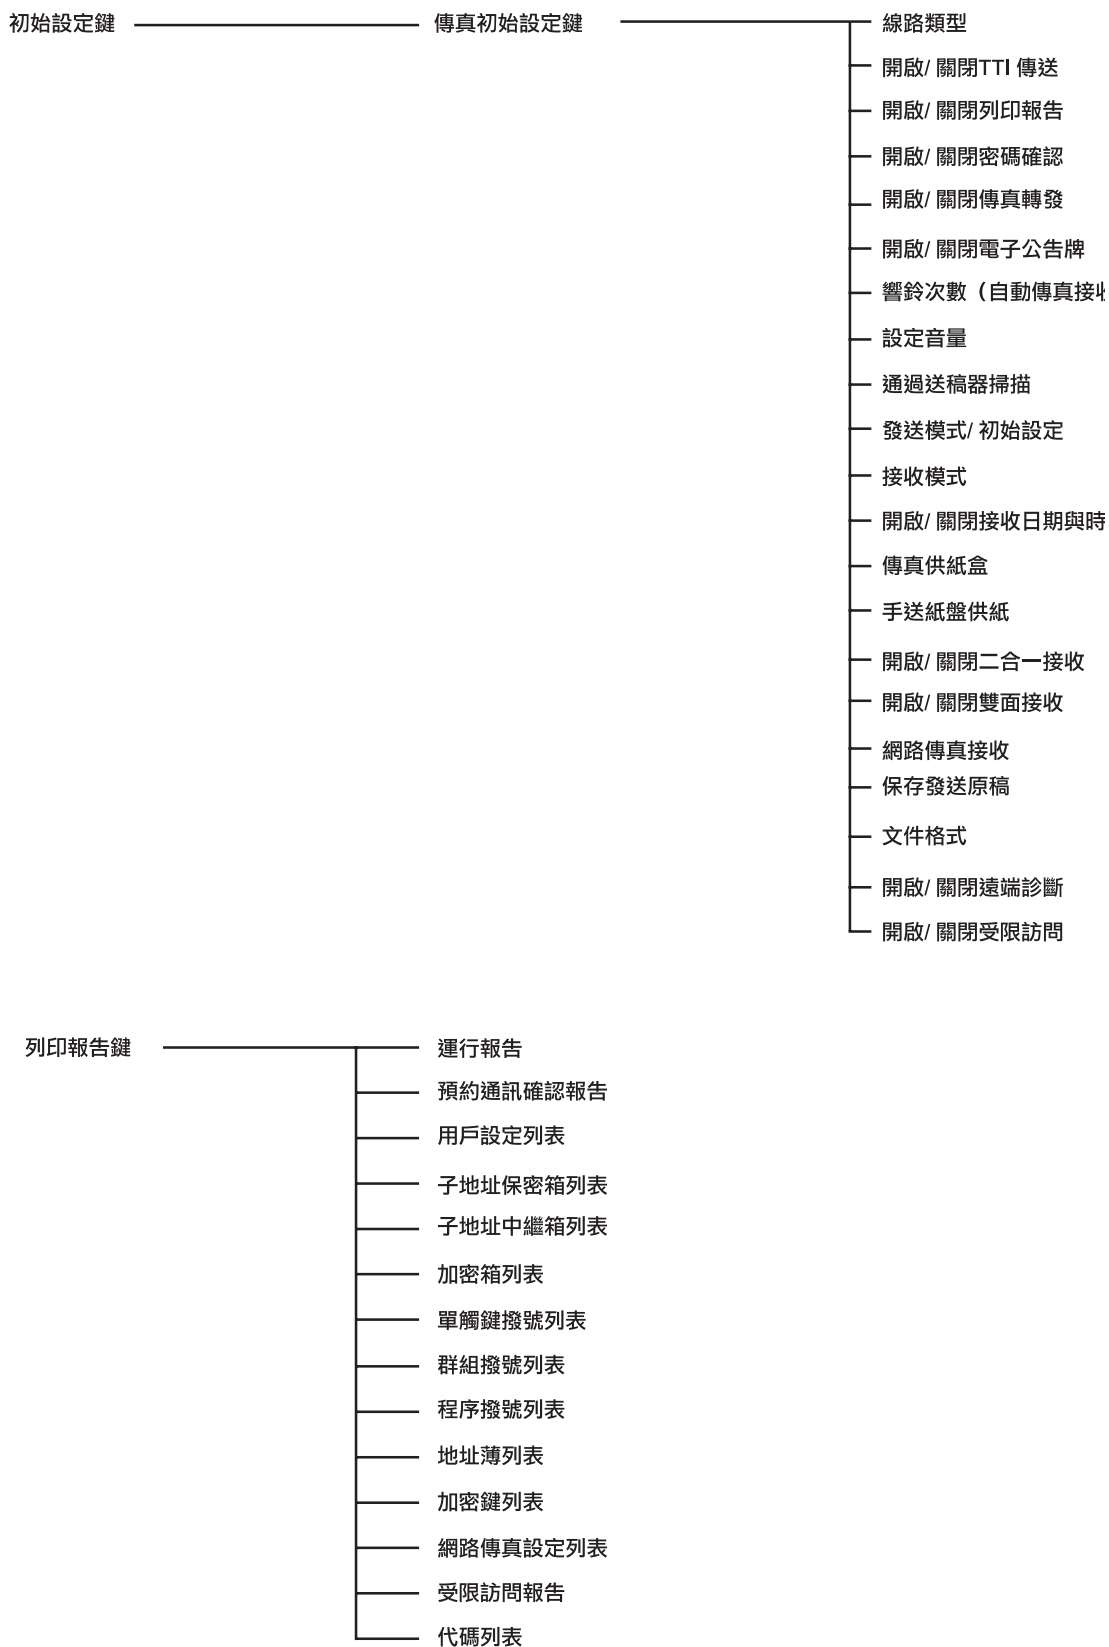 初始設定鍵 傳真初始設定鍵 線路類型
開啟/ 關閉TTI 傳送
開啟/ 關閉列印報告
開啟/ 關閉密碼確認
開啟/ 關閉傳真轉發
開啟/ 關閉電子公告牌
響鈴次數（自動傳真接收
設定音量
通過送稿器掃描
發送模式/ 初始設定
接收模式
開啟/ 關閉接收日期與時
傳真供紙盒
手送紙盤供紙
開啟/ 關閉二合一接收
開啟/ 關閉雙面接收
網路傳真接收
保存發送原稿
文件格式
開啟/ 關閉遠端診斷
開啟/ 關閉受限訪問
列印報告鍵 運行報告
預約通訊確認報告
用戶設定列表
子地址保密箱列表
子地址中繼箱列表
加密箱列表
單觸鍵撥號列表
群組撥號列表
程序撥號列表
地址薄列表
加密鍵列表
網路傳真設定列表
受限訪問報告
代碼列表